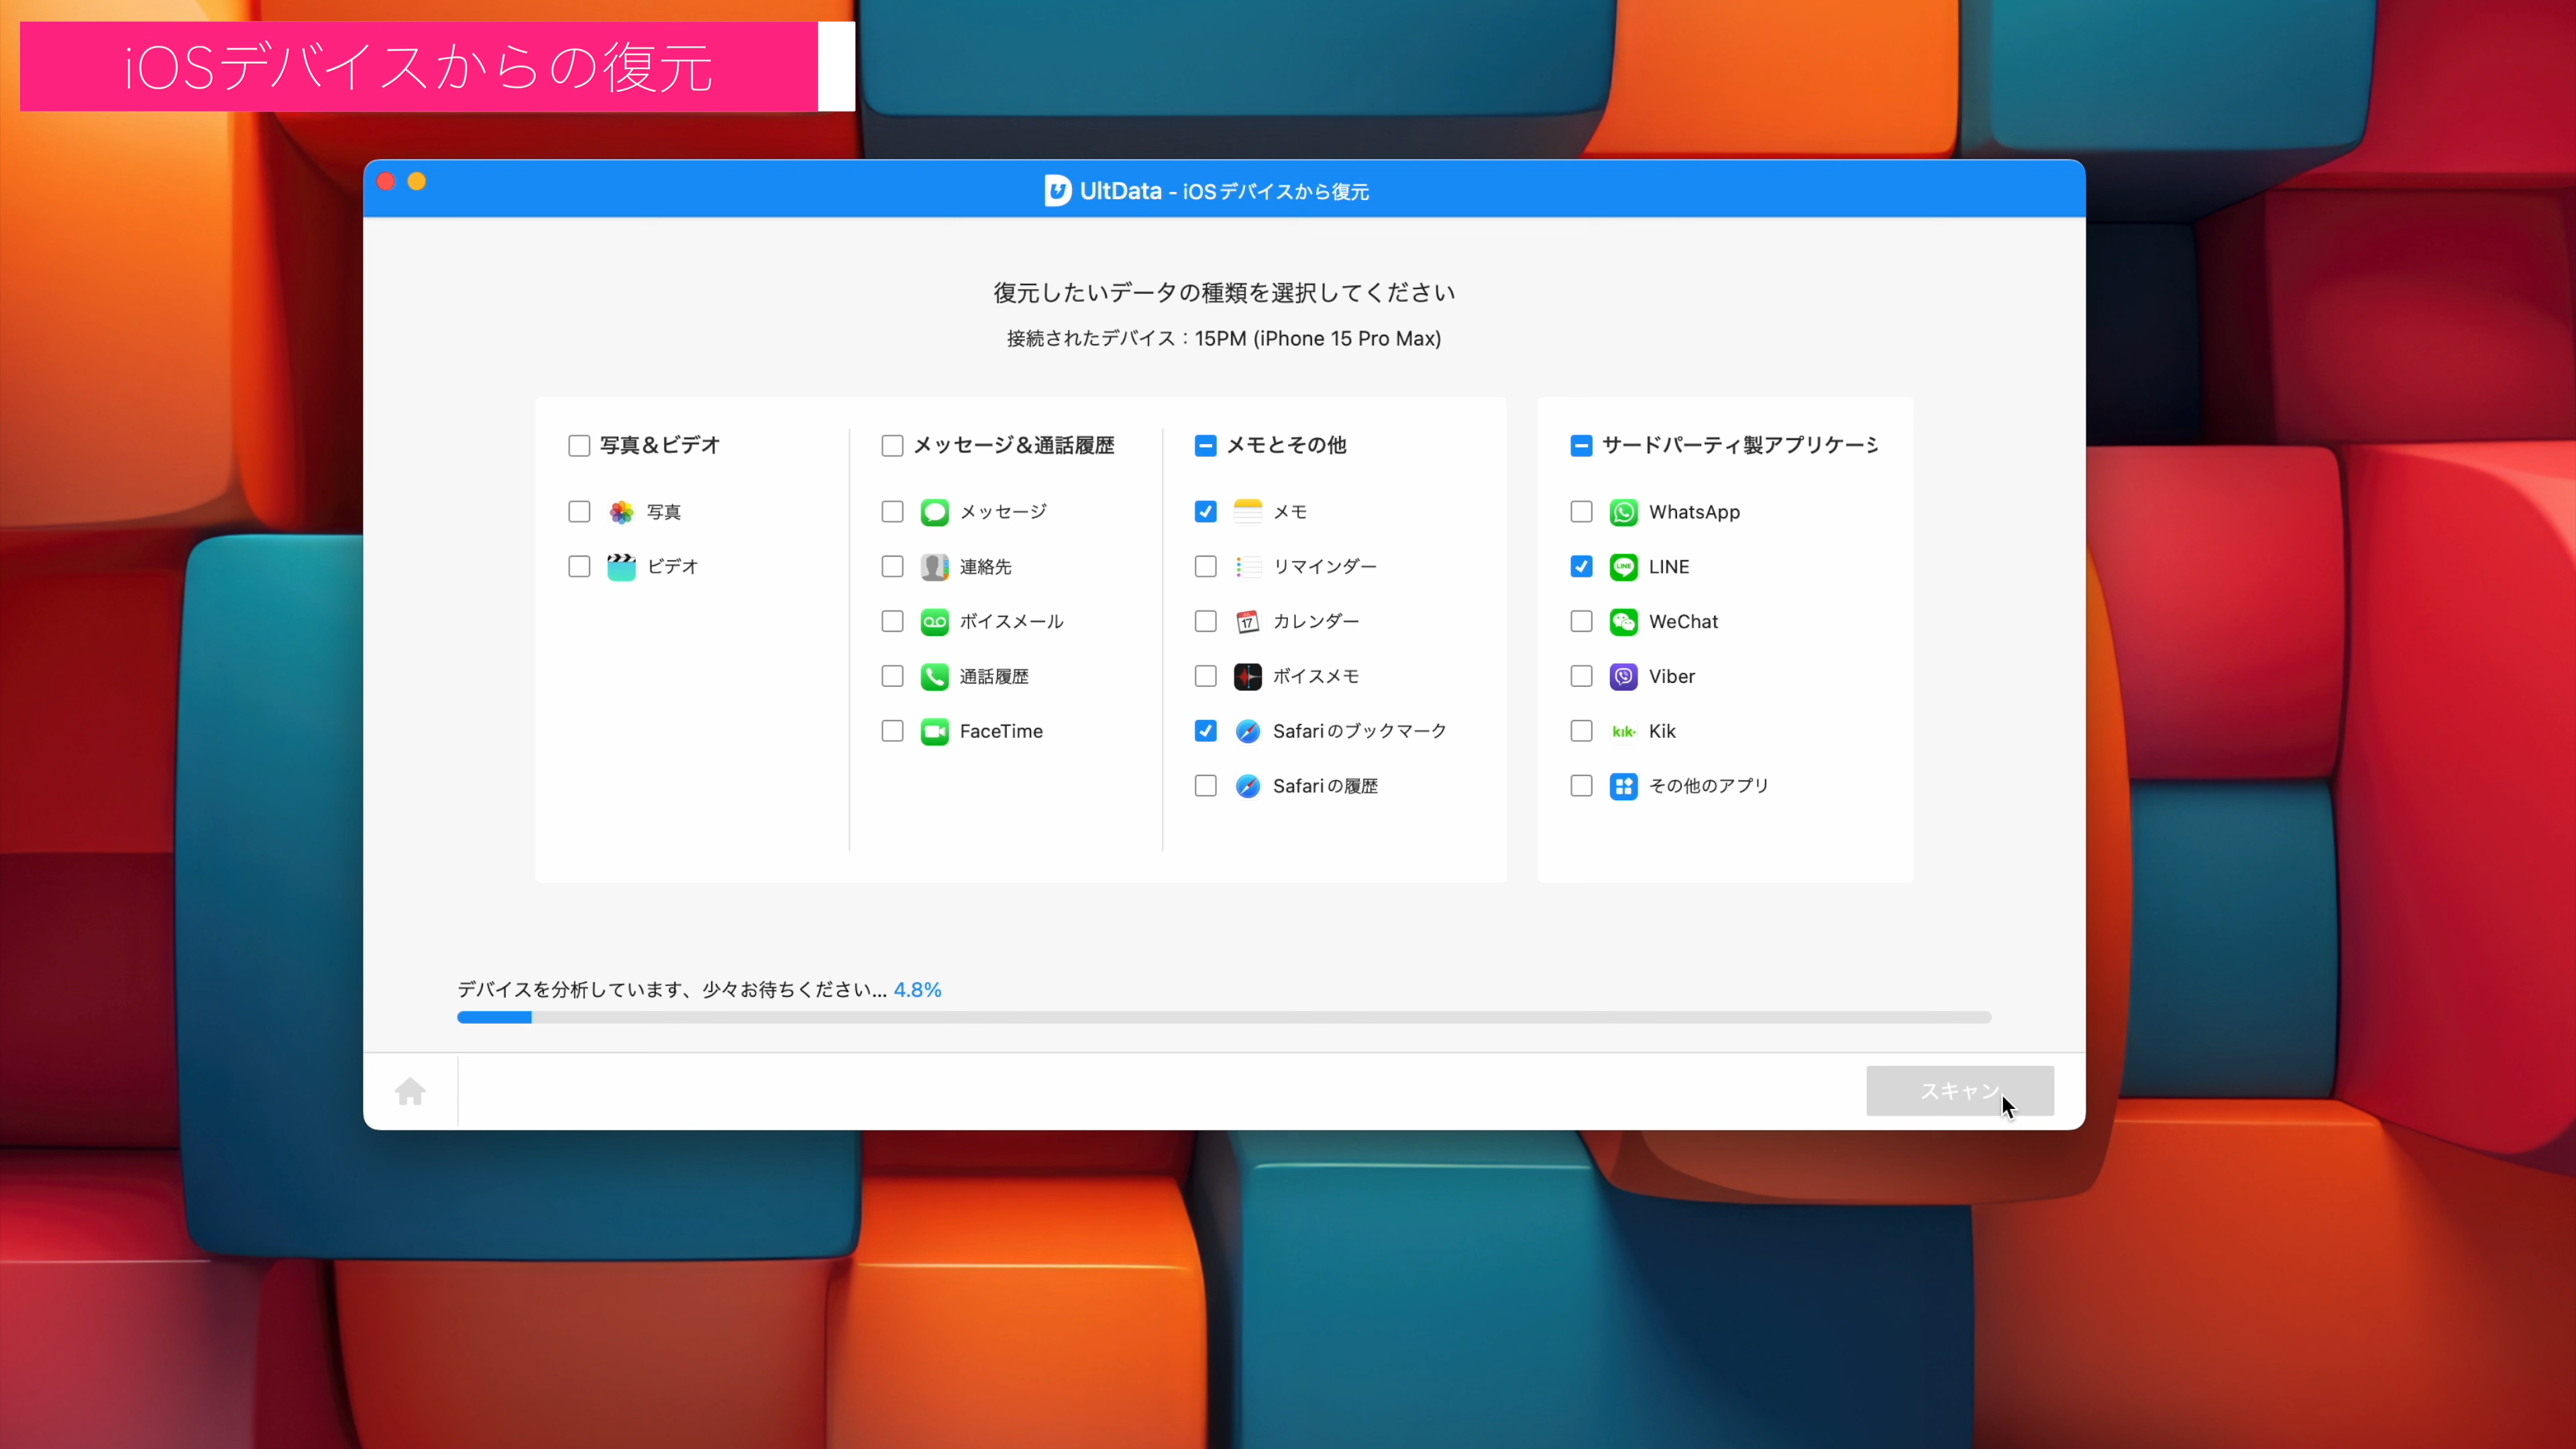 iOSデバイスからの復元
UltData - iOSデバイスから復元
復元したいデータの種類を選択してください
接続されたデバイス：15PM (iPhone 15 Pro Max)
写真＆ビデオ
写真
ビデオ
メッセージ＆通話履歴
メッセージ
連絡先
ボイスメール
通話履歴
FaceTime
メモとその他
メモ
リマインダー
17
カレンダー
ボイスメモ
Safariのブックマーク
Safariの履歴
サードパーティ製アプリケーシ
WhatsApp
LINE
LINE
WeChat
Viber
kik
Kik
その他のアプリ
デバイスを分析しています、少々お待ちください... 4.8%
スキャン